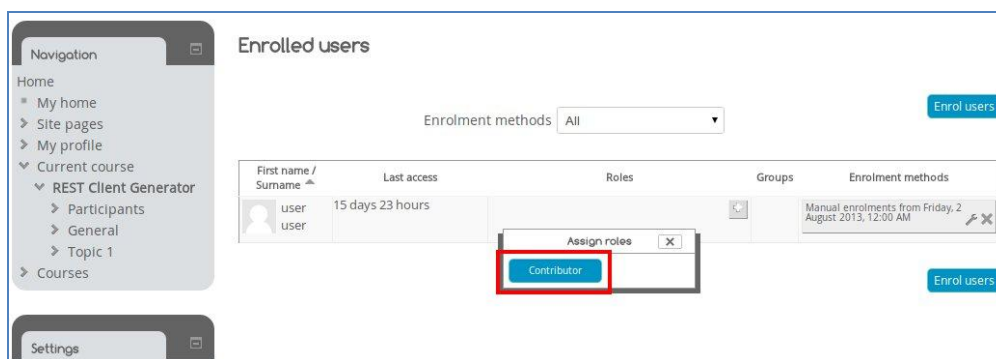 Navigation
Home
My home
Site pages
My profile
Current course
REST Client Generator
Participants
General
Topic 1
Courses
Settings
Enrolled users
Enrol users
Enrolment methods All
First name / Surname
Last access
Roles
Groups
Enrolment methods
user
user
15 days 23 hours
Manual enrolments from Friday, 2
August 2013, 12:00 AM
Assign roles X
Contributor
Enrol users